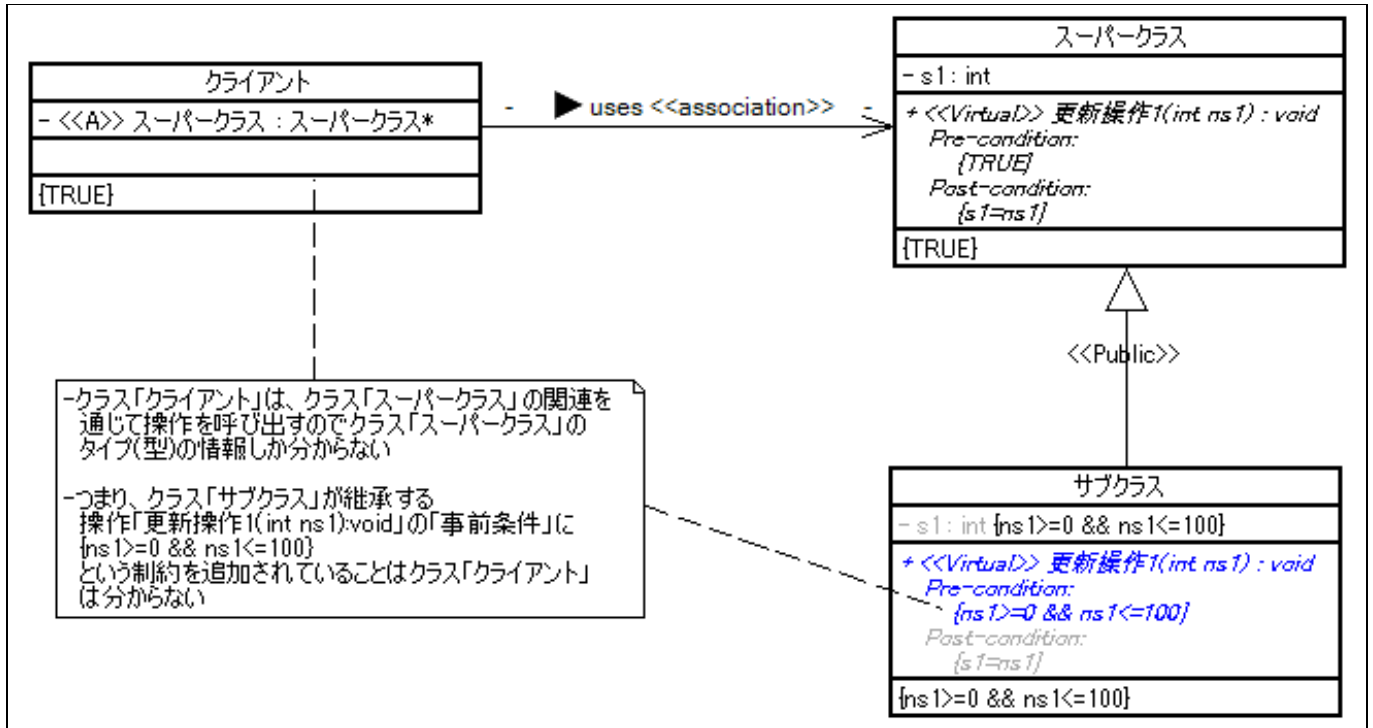 クライアント
- <<A>> スーパークラス : スーパークラス*
{TRUE}
- ▶ uses <<association>> -
スーパークラス
- s1 : int
+ <<Virtual>> 更新操作1(int ns1) : void
Pre-condition:
{TRUE}
Post-condition:
{s1=ns1}
{TRUE}
<<Public>>
-クラス「クライアント」は、クラス「スーパークラス」の関連を
通じて操作を呼び出すのでクラス「スーパークラス」の
タイプ(型)の情報しか分からない
-つまり、クラス「サブクラス」が継承する
操作「更新操作1(int ns1):void」の「事前条件」に
{ns1>=0 && ns1<=100}
という制約を追加されていることはクラス「クライアント」
は分からない
サブクラス
- s1 : int {ns1>=0 && ns1<=100}
+ <<Virtual>> 更新操作1(int ns1) : void
Pre-condition:
{ns1>=0 && ns1<=100}
Post-condition:
{s1=ns1}
{ns1>=0 && ns1<=100}